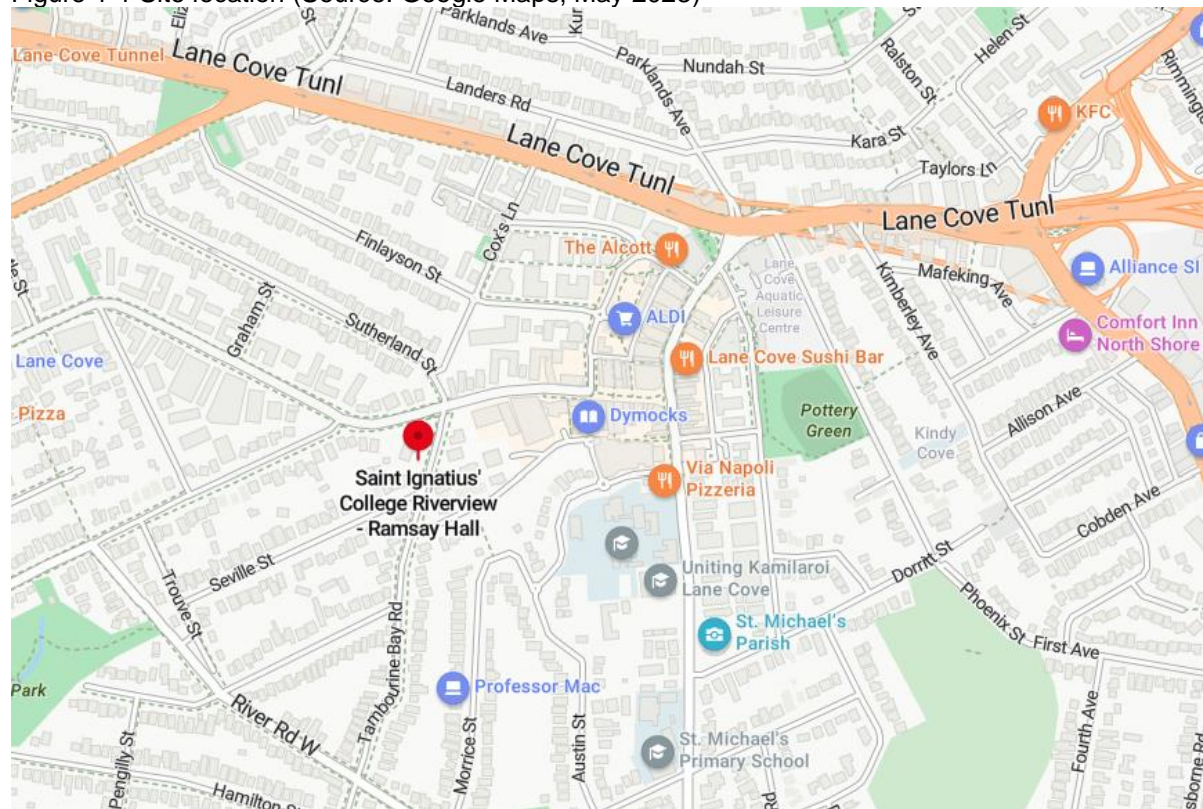 Parklands Ave
Lane Cove Tunnel
Lane Cove Tunl
Nundah St
Parklands Ave
Ralston St
Helen St
Landers Rd
Lane Cove Tunl
KFC
Kara St
Taylors Ln
Lane Cove Tunl
Cox's Ln
Finlayson St
The Alcott
Lane
Cove
Aquatic
Leisure
Centre
Kimberley Ave
Mafeking Ave
Alliance SI
Graham St
Sutherland St
ALDI
Comfort Inn
North Shore
Lane Cove
Lane Cove Sushi Bar
Pizza
Dymocks
Pottery
Green
Kindy
Cove
Allison Ave
Saint Ignatius'
College Riverview
- Ramsay Hall
Via Napoli
Pizzeria
Cobden Ave
Seville St
Trouve St
Uniting Kamilaroi
Lane Cove
Dorritt St
Phoenix St
First Ave
St. Michael's
Parish
Park
Tambourine Bay Rd
Professor Mac
River Rd W
Morrice St
Austin St
St. Michael's
Primary School
Fourth Ave
Pengilly St
Rd